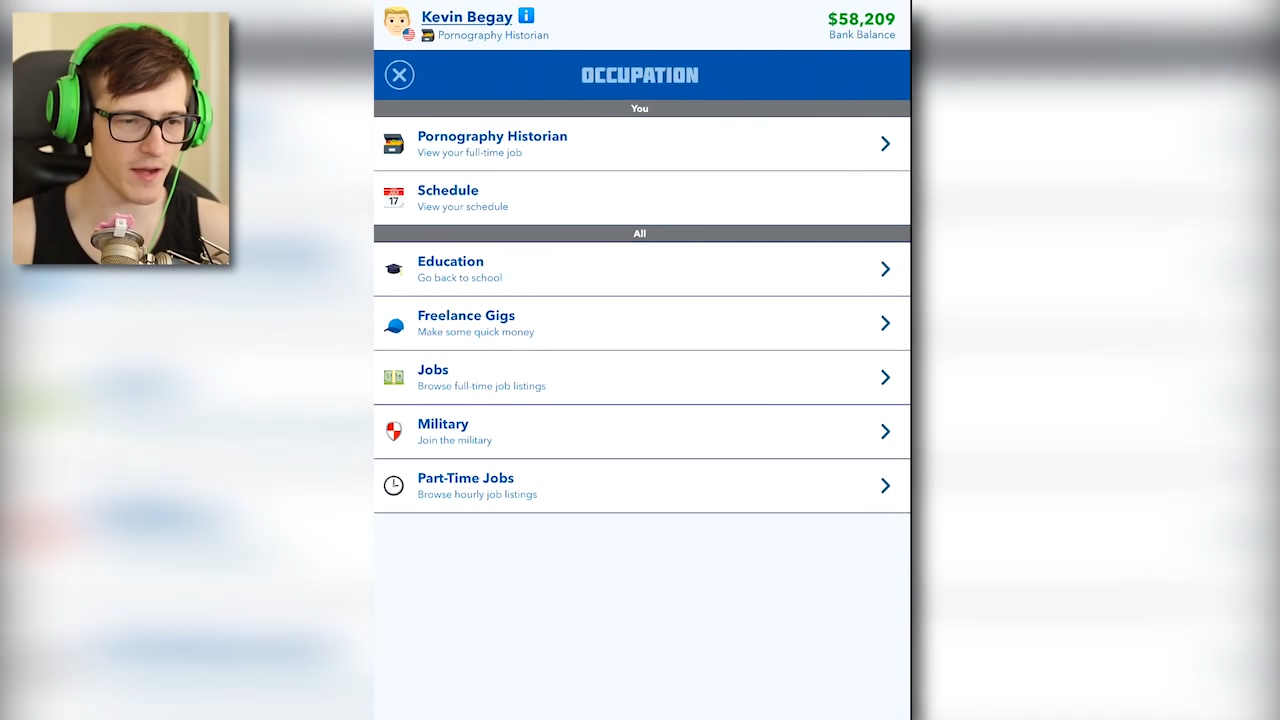 Kevin Begay
Pornography Historian
$58,209
Bank Balance
OCCUPATION
You
Pornography Historian
View your full-time job
Schedule
View your schedule
All
Education
Go back to school
Freelance Gigs
Make some quick money
Jobs
Browse full-time job listings
Military
Join the military
Part-Time Jobs
Browse hourly job listings